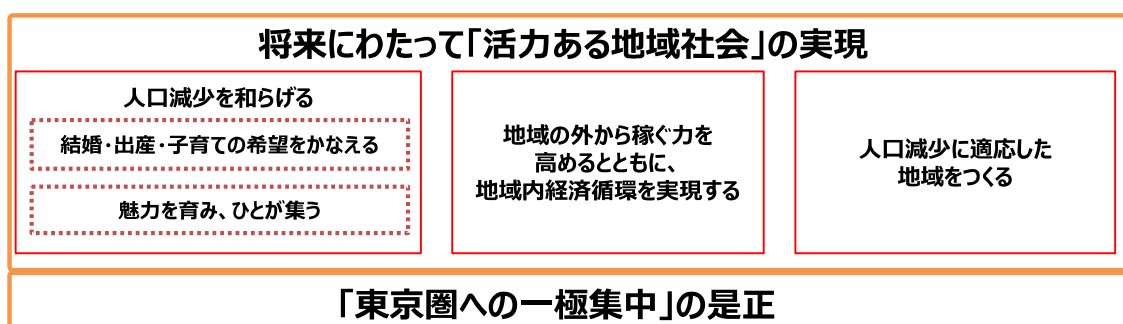 将来にわたって「活力ある地域社会」の実現
人口減少を和らげる
結婚・出産・子育ての希望をかなえる
魅力を育み、ひとが集う
地域の外から稼ぐ力を
高めるとともに、
地域内経済循環を実現する
人口減少に適応した
地域をつくる
「東京圏への一極集中」の是正